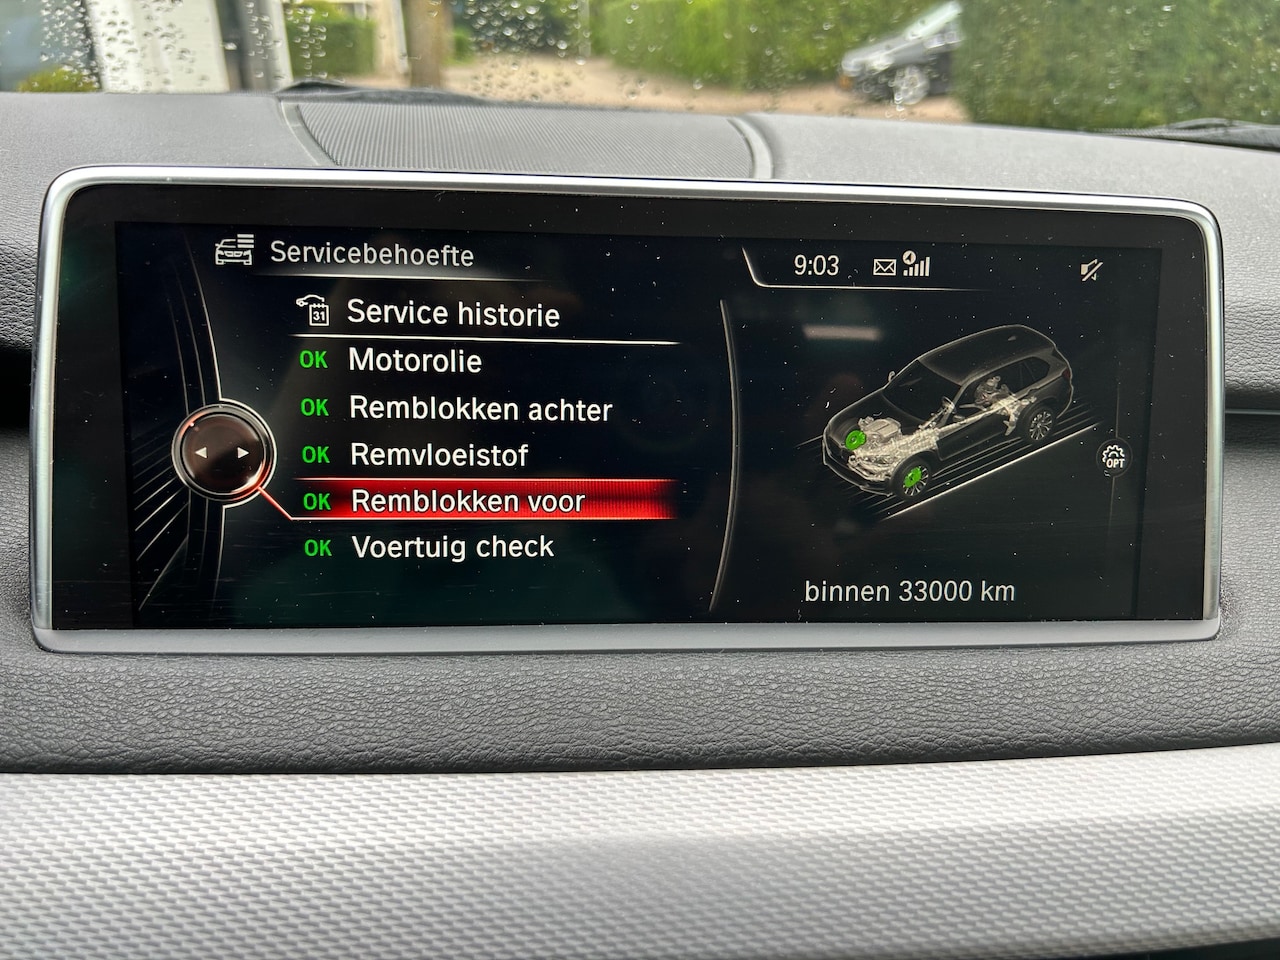 Servicebehoefte
9:03
4
31 Service historie
OK Motorolie
OK Remblokken achter
OK Remvloeistof
OK Remblokken voor
OK Voertuig check
OPT
binnen 33000 km